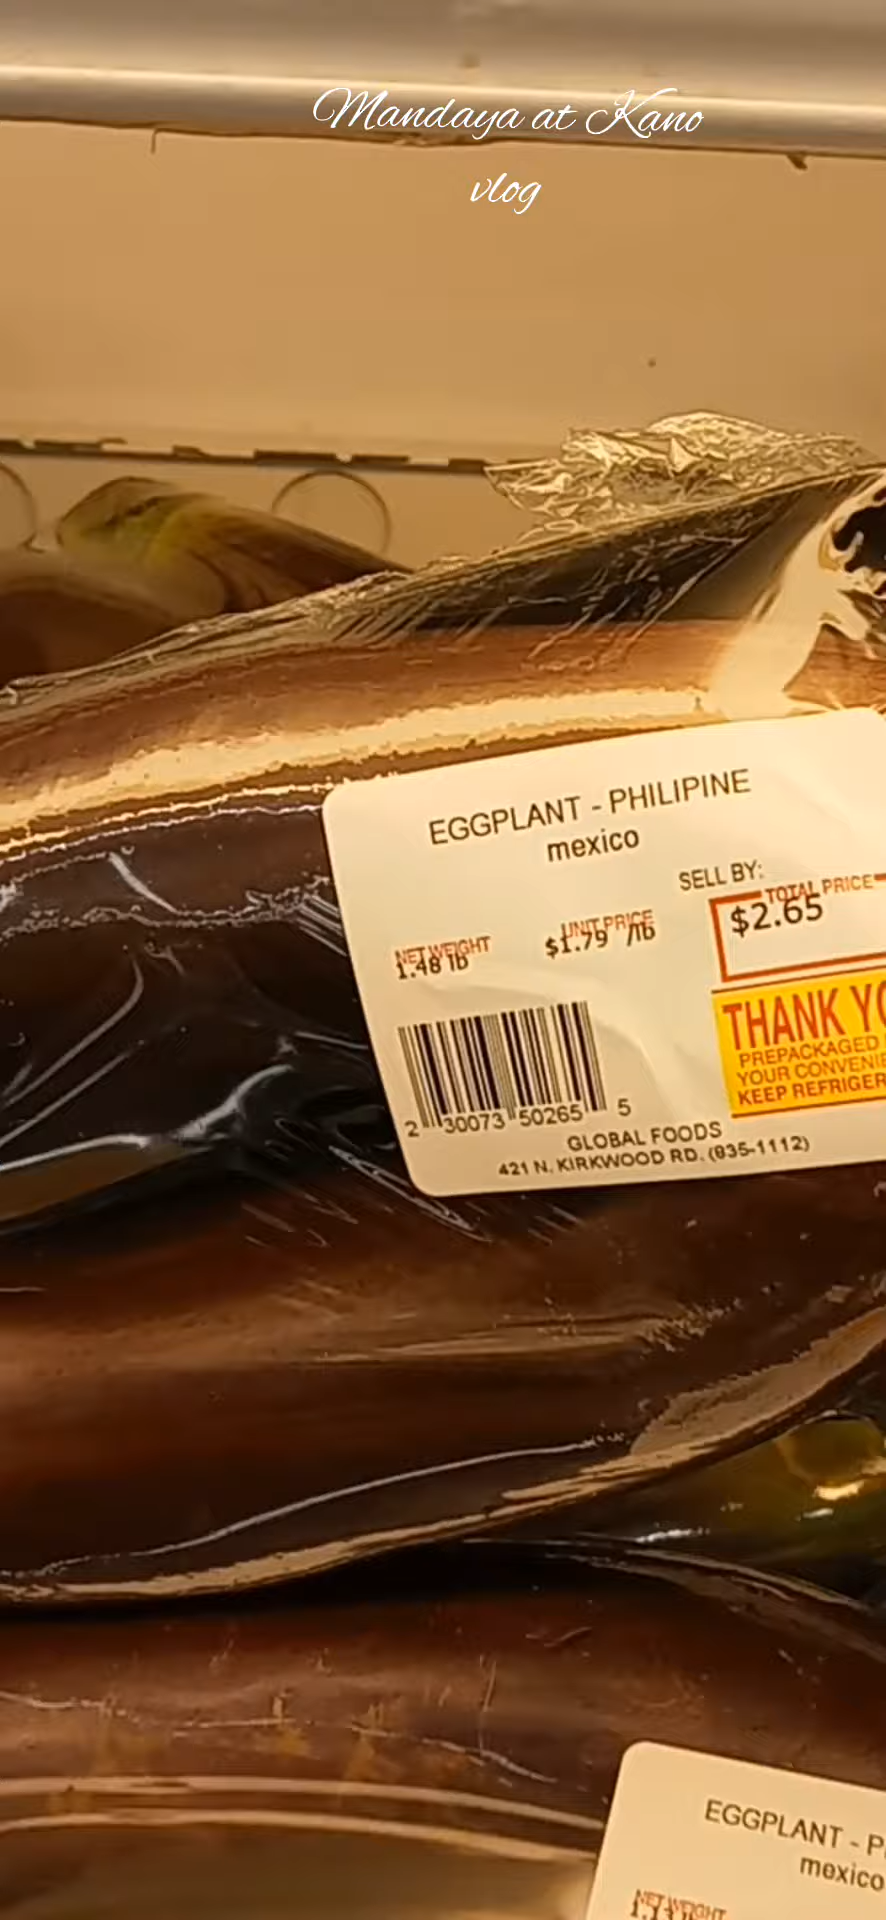 Mandaya at Kano
vlog
EGGPLANT - PHILIPINE
mexico
SELL BY:
TOTAL PRICE
$2.65
UNIT PRICE
$1.79 /lb
NET WEIGHT
1.48 lb
THANK YO
PREPACKAGED
YOUR CONVENIE
KEEP REFRIGER
2 30073 50265 5
GLOBAL FOODS
421 N. KIRKWOOD RD. (835-1112)
EGGPLANT - P
mexico
NET WEIGHT